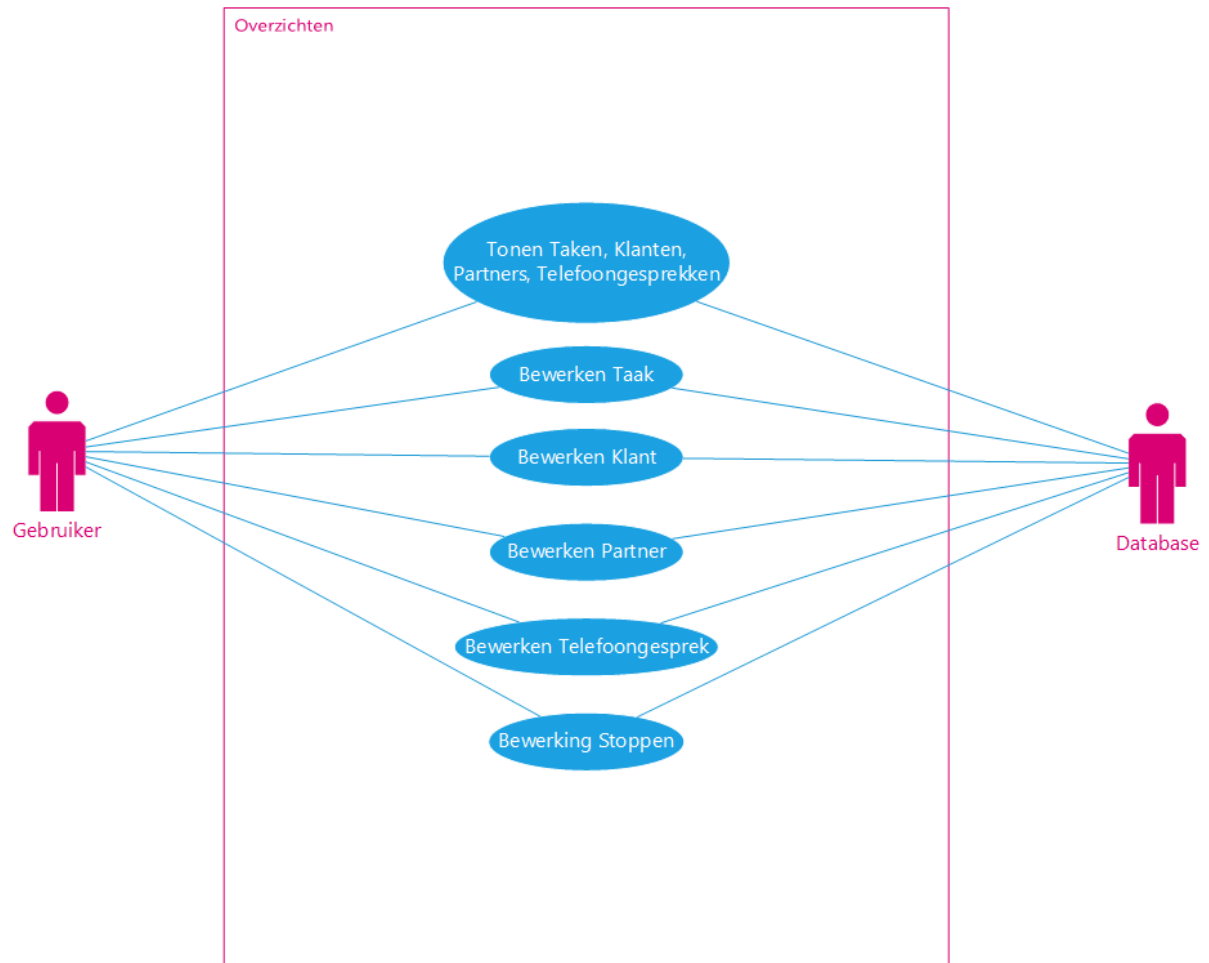 Overzichten
Tonen Taken, Klanten,
Partners, Telefoongesprekken
Bewerken Taak
Bewerken Klant
Gebruiker
Bewerken Partner
Database
Bewerken Telefoongesprek
Bewerking Stoppen